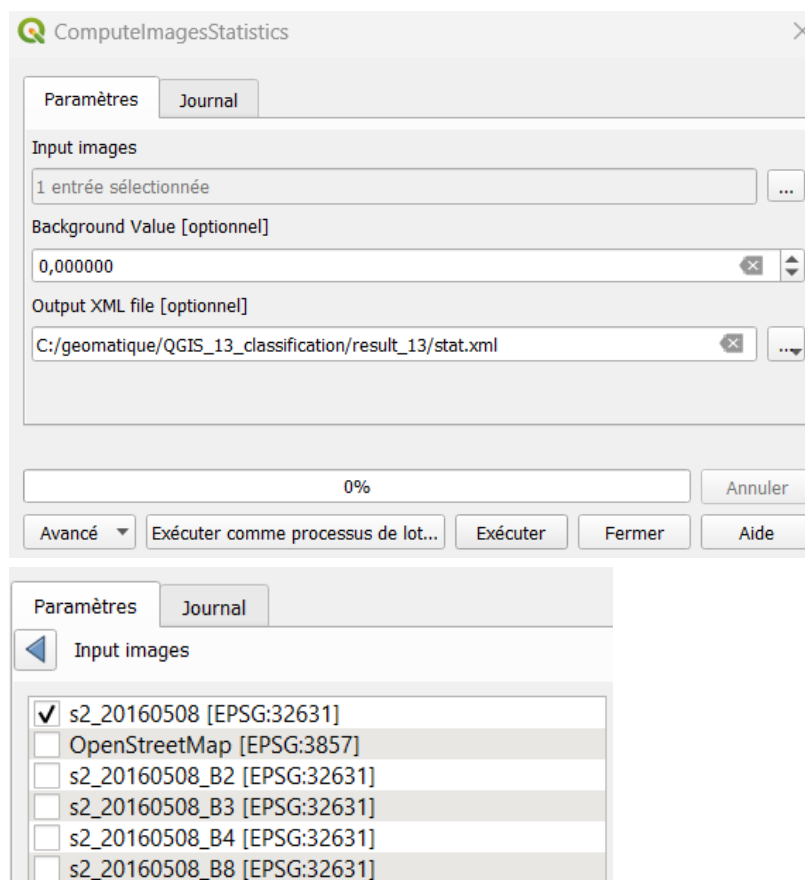 ComputeImagesStatistics
Paramètres Journal
Input images
1 entrée sélectionnée ...
Background Value [optionnel]
0,000000
Output XML file [optionnel]
C:/geomatique/QGIS_13_classification/result_13/stat.xml ...
0% Annuler
Avancé Exécuter comme processus de lot... Exécuter Fermer Aide
Paramètres Journal
Input images
s2_20160508 [EPSG:32631]
OpenStreetMap [EPSG:3857]
s2_20160508_B2 [EPSG:32631]
s2_20160508_B3 [EPSG:32631]
s2_20160508_B4 [EPSG:32631]
s2_20160508_B8 [EPSG:32631]